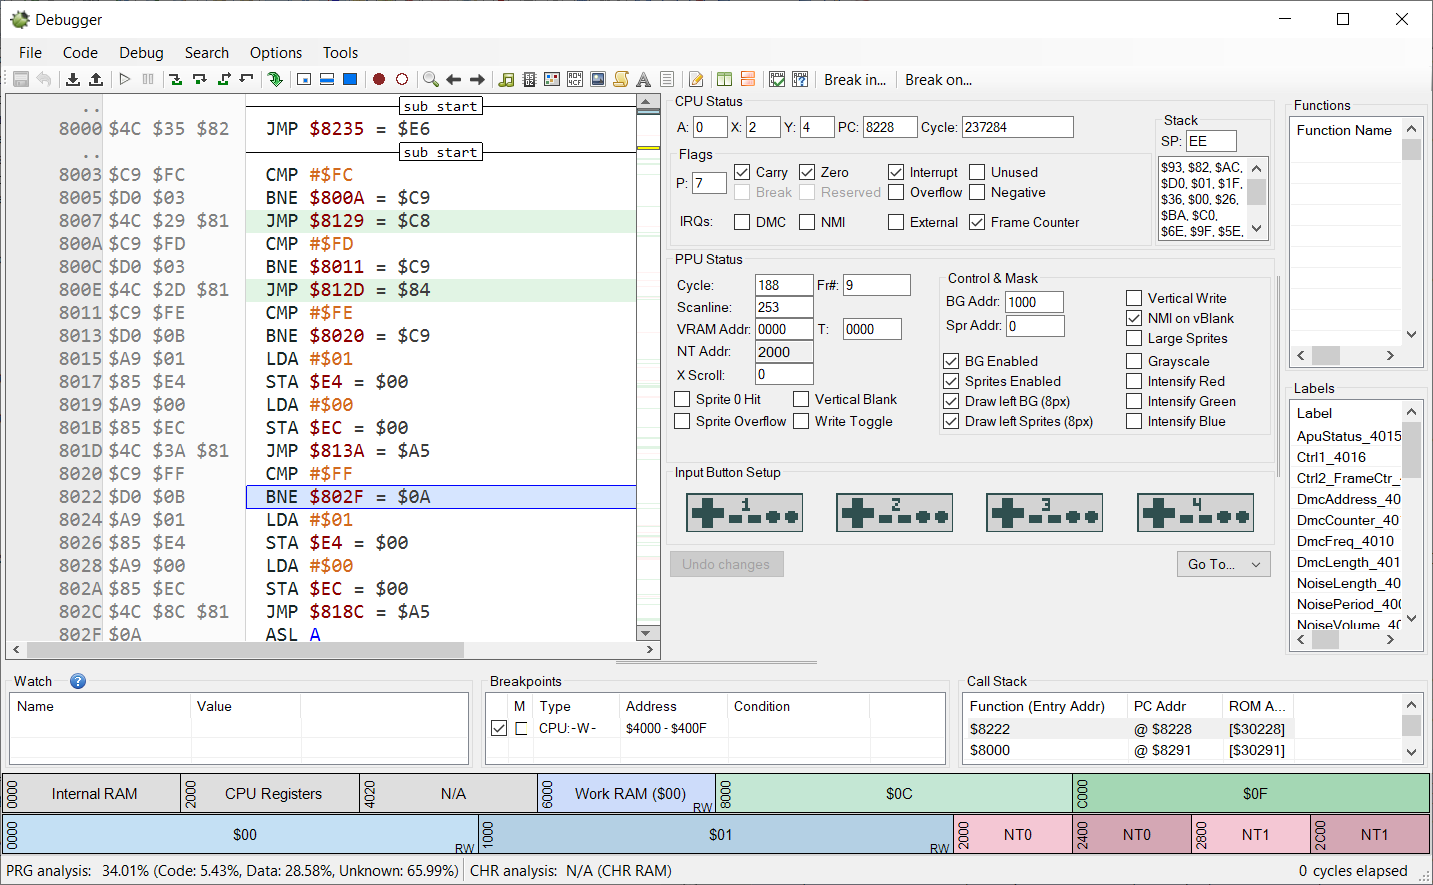 Debugger
File Code Debug Search Options Tools
Break in... Break on...
sub start
8000 $4C $35 $82 JMP $8235 = $E6
sub start
8003 $C9 $FC CMP #$FC
8005 $D0 $03 BNE $800A = $C9
8007 $4C $29 $81 JMP $8129 = $C8
800A $C9 $FD CMP #$FD
800C $D0 $03 BNE $8011 = $C9
800E $4C $2D $81 JMP $812D = $84
8011 $C9 $FE CMP #$FE
8013 $D0 $0B BNE $8020 = $C9
8015 $A9 $01 LDA #$01
8017 $85 $E4 STA $E4 = $00
8019 $A9 $00 LDA #$00
801B $85 $EC STA $EC = $00
801D $4C $3A $81 JMP $813A = $A5
8020 $C9 $FF CMP #$FF
8022 $D0 $0B BNE $802F = $0A
8024 $A9 $01 LDA #$01
8026 $85 $E4 STA $E4 = $00
8028 $A9 $00 LDA #$00
802A $85 $EC STA $EC = $00
802C $4C $8C $81 JMP $818C = $A5
802F $0A ASL A
CPU Status
A: 0 X: 2 Y: 4 PC: 8228 Cycle: 237284
Flags
P: 7 Carry Zero Interrupt Unused
Break Reserved Overflow Negative
IRQs: DMC NMI External Frame Counter
Stack
SP: EE
$93, $82, $AC,
$D0, $01, $1F,
$36, $00, $26,
$BA, $C0,
$6E, $9F, $5E,
PPU Status
Cycle: 188 Fr#: 9
Scanline: 253
VRAM Addr: 0000 T: 0000
NT Addr: 2000
X Scroll: 0
Sprite 0 Hit Vertical Blank
Sprite Overflow Write Toggle
Control & Mask
BG Addr: 1000
Spr Addr: 0
BG Enabled
Sprites Enabled
Draw left BG (8px)
Draw left Sprites (8px)
Vertical Write
NMI on vBlank
Large Sprites
Grayscale
Intensify Red
Intensify Green
Intensify Blue
Input Button Setup
1 2 3 4
Undo changes Go To...
Functions
Function Name
Labels
Label
ApuStatus_4015
Ctrl1_4016
Ctrl2_FrameCtr_
DmcAddress_40
DmcCounter_40
DmcFreq_4010
DmcLength_401
NoiseLength_40
NoisePeriod_400
NoiseVolume_40
Watch ?
Name Value
Breakpoints
M Type Address Condition
CPU:-W- $4000 - $400F
Call Stack
Function (Entry Addr) PC Addr ROM A...
$8222 @ $8228 [$30228]
$8000 @ $8291 [$30291]
0000 Internal RAM 2000 CPU Registers 4020 N/A 6000 Work RAM ($00) RW 8000 $0C C000 $0F
0000 $00 RW 1000 $01 RW 2000 NT0 2400 NT0 2800 NT1 2C00 NT1
PRG analysis: 34.01% (Code: 5.43%, Data: 28.58%, Unknown: 65.99%) CHR analysis: N/A (CHR RAM) 0 cycles elapsed